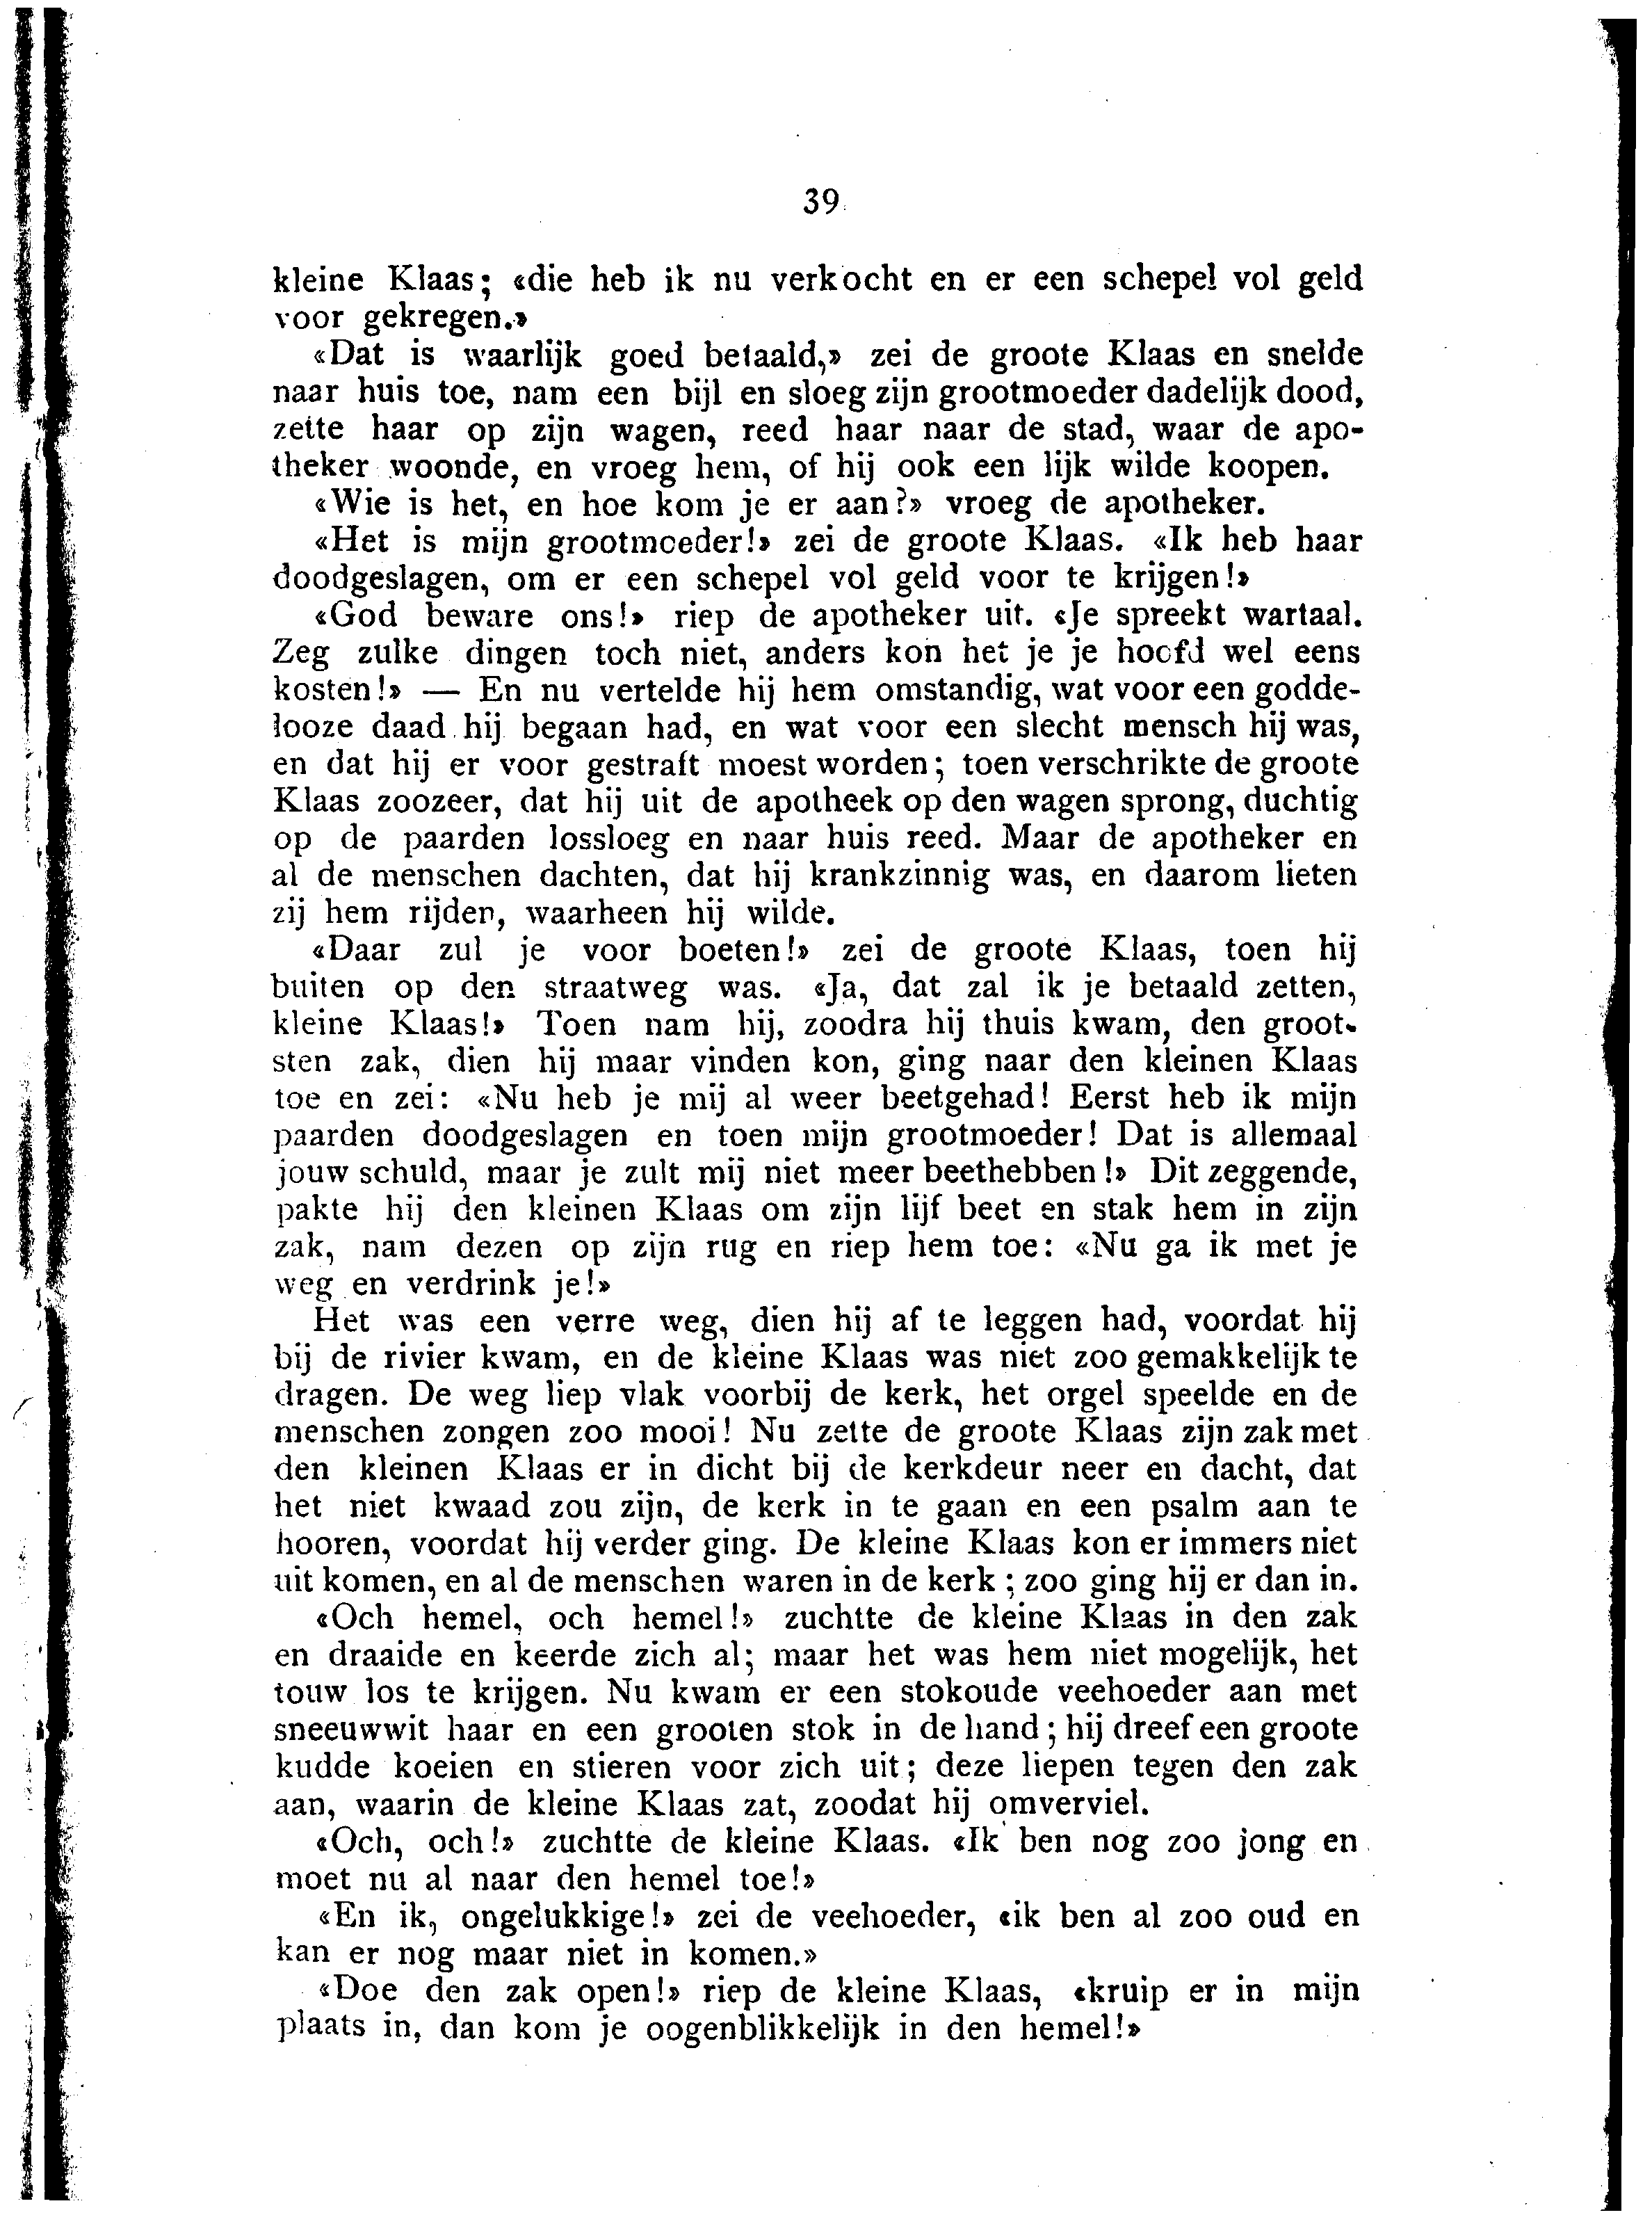 39
kleine Klaas; «die heb ik nu verkocht en er een schepel vol geld
voor gekregen.»
«Dat is waarlijk goed betaald,» zei de groote Klaas en snelde
naar huis toe, nam een bijl en sloeg zijn grootmoeder dadelijk dood,
zette haar op zijn wagen, reed haar naar de stad, waar de apo-
theker woonde, en vroeg hem, of hij ook een lijk wilde koopen.
«Wie is het, en hoe kom je er aan?» vroeg de apotheker.
«Het is mijn grootmoeder!» zei de groote Klaas. «Ik heb haar
doodgeslagen, om er een schepel vol geld voor te krijgen!»
«God beware ons!» riep de apotheker uit. «Je spreekt wartaal.
Zeg zulke dingen toch niet, anders kon het je je hoofd wel eens
kosten!» — En nu vertelde hij hem omstandig, wat voor een godde-
looze daad hij begaan had, en wat voor een slecht mensch hij was,
en dat hij er voor gestraft moest worden; toen verschrikte de groote
Klaas zoozeer, dat hij uit de apotheek op den wagen sprong, duchtig
op de paarden lossloeg en naar huis reed. Maar de apotheker en
al de menschen dachten, dat hij krankzinnig was, en daarom lieten
zij hem rijden, waarheen hij wilde.
«Daar zul je voor boeten!» zei de groote Klaas, toen hij
buiten op den straatweg was. «Ja, dat zal ik je betaald zetten,
kleine Klaas!» Toen nam hij, zoodra hij thuis kwam, den groot-
sten zak, dien hij maar vinden kon, ging naar den kleinen Klaas
toe en zei: «Nu heb je mij al weer beetgehad! Eerst heb ik mijn
paarden doodgeslagen en toen mijn grootmoeder! Dat is allemaal
jouw schuld, maar je zult mij niet meer beethebben!» Dit zeggende,
pakte hij den kleinen Klaas om zijn lijf beet en stak hem in zijn
zak, nam dezen op zijn rug en riep hem toe: «Nu ga ik met je
weg en verdrink je!»
Het was een verre weg, dien hij af te leggen had, voordat hij
bij de rivier kwam, en de kleine Klaas was niet zoo gemakkelijk te
dragen. De weg liep vlak voorbij de kerk, het orgel speelde en de
menschen zongen zoo mooi! Nu zette de groote Klaas zijn zak met
den kleinen Klaas er in dicht bij de kerkdeur neer en dacht, dat
het niet kwaad zou zijn, de kerk in te gaan en een psalm aan te
hooren, voordat hij verder ging. De kleine Klaas kon er immers niet
uit komen, en al de menschen waren in de kerk; zoo ging hij er dan in.
«Och hemel, och hemel!» zuchtte de kleine Klaas in den zak
en draaide en keerde zich al; maar het was hem niet mogelijk, het
touw los te krijgen. Nu kwam er een stokoude veehoeder aan met
sneeuwwit haar en een grooten stok in de hand; hij dreef een groote
kudde koeien en stieren voor zich uit; deze liepen tegen den zak
aan, waarin de kleine Klaas zat, zoodat hij omverviel.
«Och, och!» zuchtte de kleine Klaas. «Ik ben nog zoo jong en
moet nu al naar den hemel toe!»
«En ik, ongelukkige!» zei de veehoeder, «ik ben al zoo oud en
kan er nog maar niet in komen.»
«Doe den zak open!» riep de kleine Klaas, «kruip er in mijn
plaats in, dan kom je oogenblikkelijk in den hemel!»